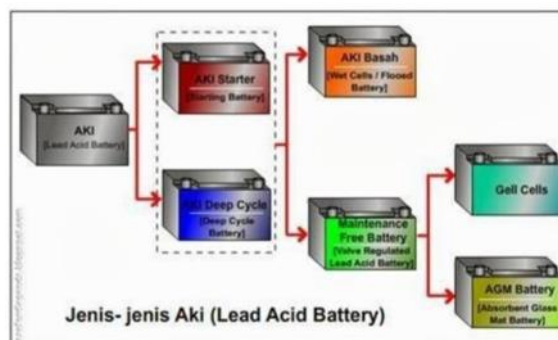 AKI
[Lead Acid Battery]
AKI Starter
[Starting Battery]
AKI Deep Cycle
[Deep Cycle
Battery]
AKI Basah
[Wet Cells / Flooed
Battery]
Maintenance
Free Battery
[Valve Regulated
Lead Acid Battery]
Gell Cells
AGM Battery
[Absorbent Glass
Mat Battery]
Jenis- jenis Aki (Lead Acid Battery)